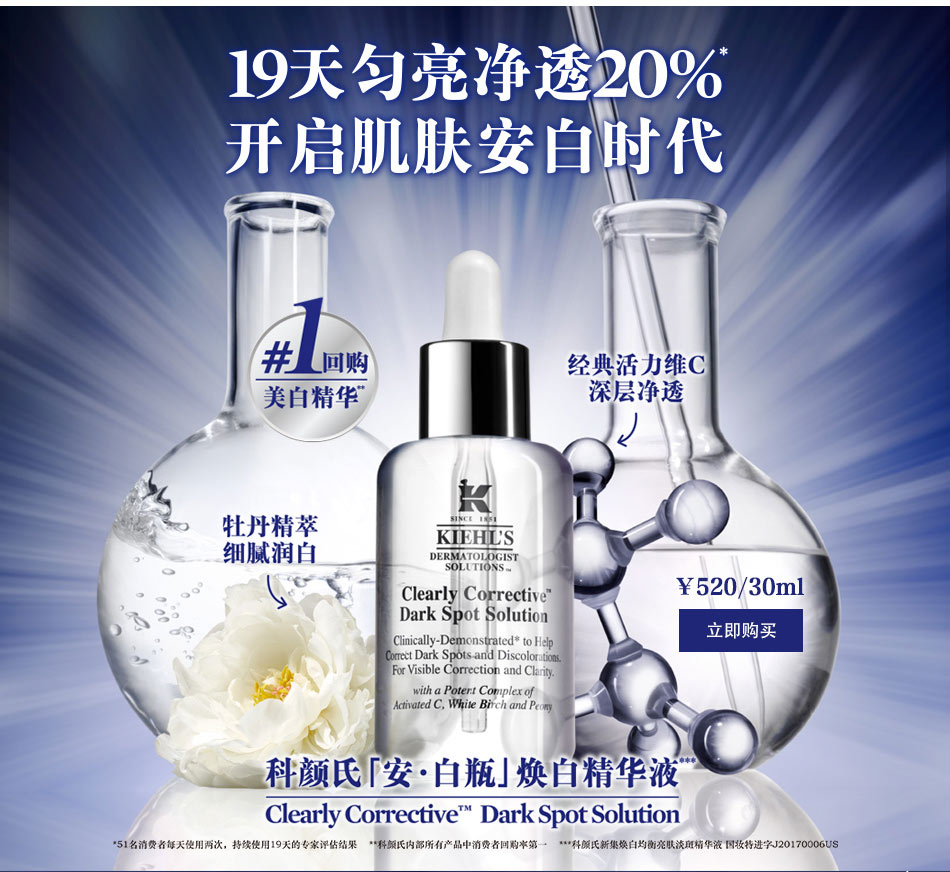 19天匀亮净透20%*
开启肌肤安白时代
#1回购
美白精华**
经典活力维C
深层净透
牡丹精萃
细腻润白
K
SINCE 1851
KIEHL'S
DERMATOLOGIST
SOLUTIONS™
Clearly Corrective™
Dark Spot Solution
Clinically-Demonstrated* to Help
Correct Dark Spots and Discolorations.
For Visible Correction and Clarity.
with a Potent Complex of
Activated C, White Birch and Peony
¥520/30ml
立即购买
科颜氏「安·白瓶」焕白精华液***
Clearly Corrective™ Dark Spot Solution
*51名消费者每天使用两次，持续使用19天的专家评估结果 **科颜氏内部所有产品中消费者回购率第一 ***科颜氏新集焕白均衡亮肤淡斑精华液 国妆特进字J20170006US